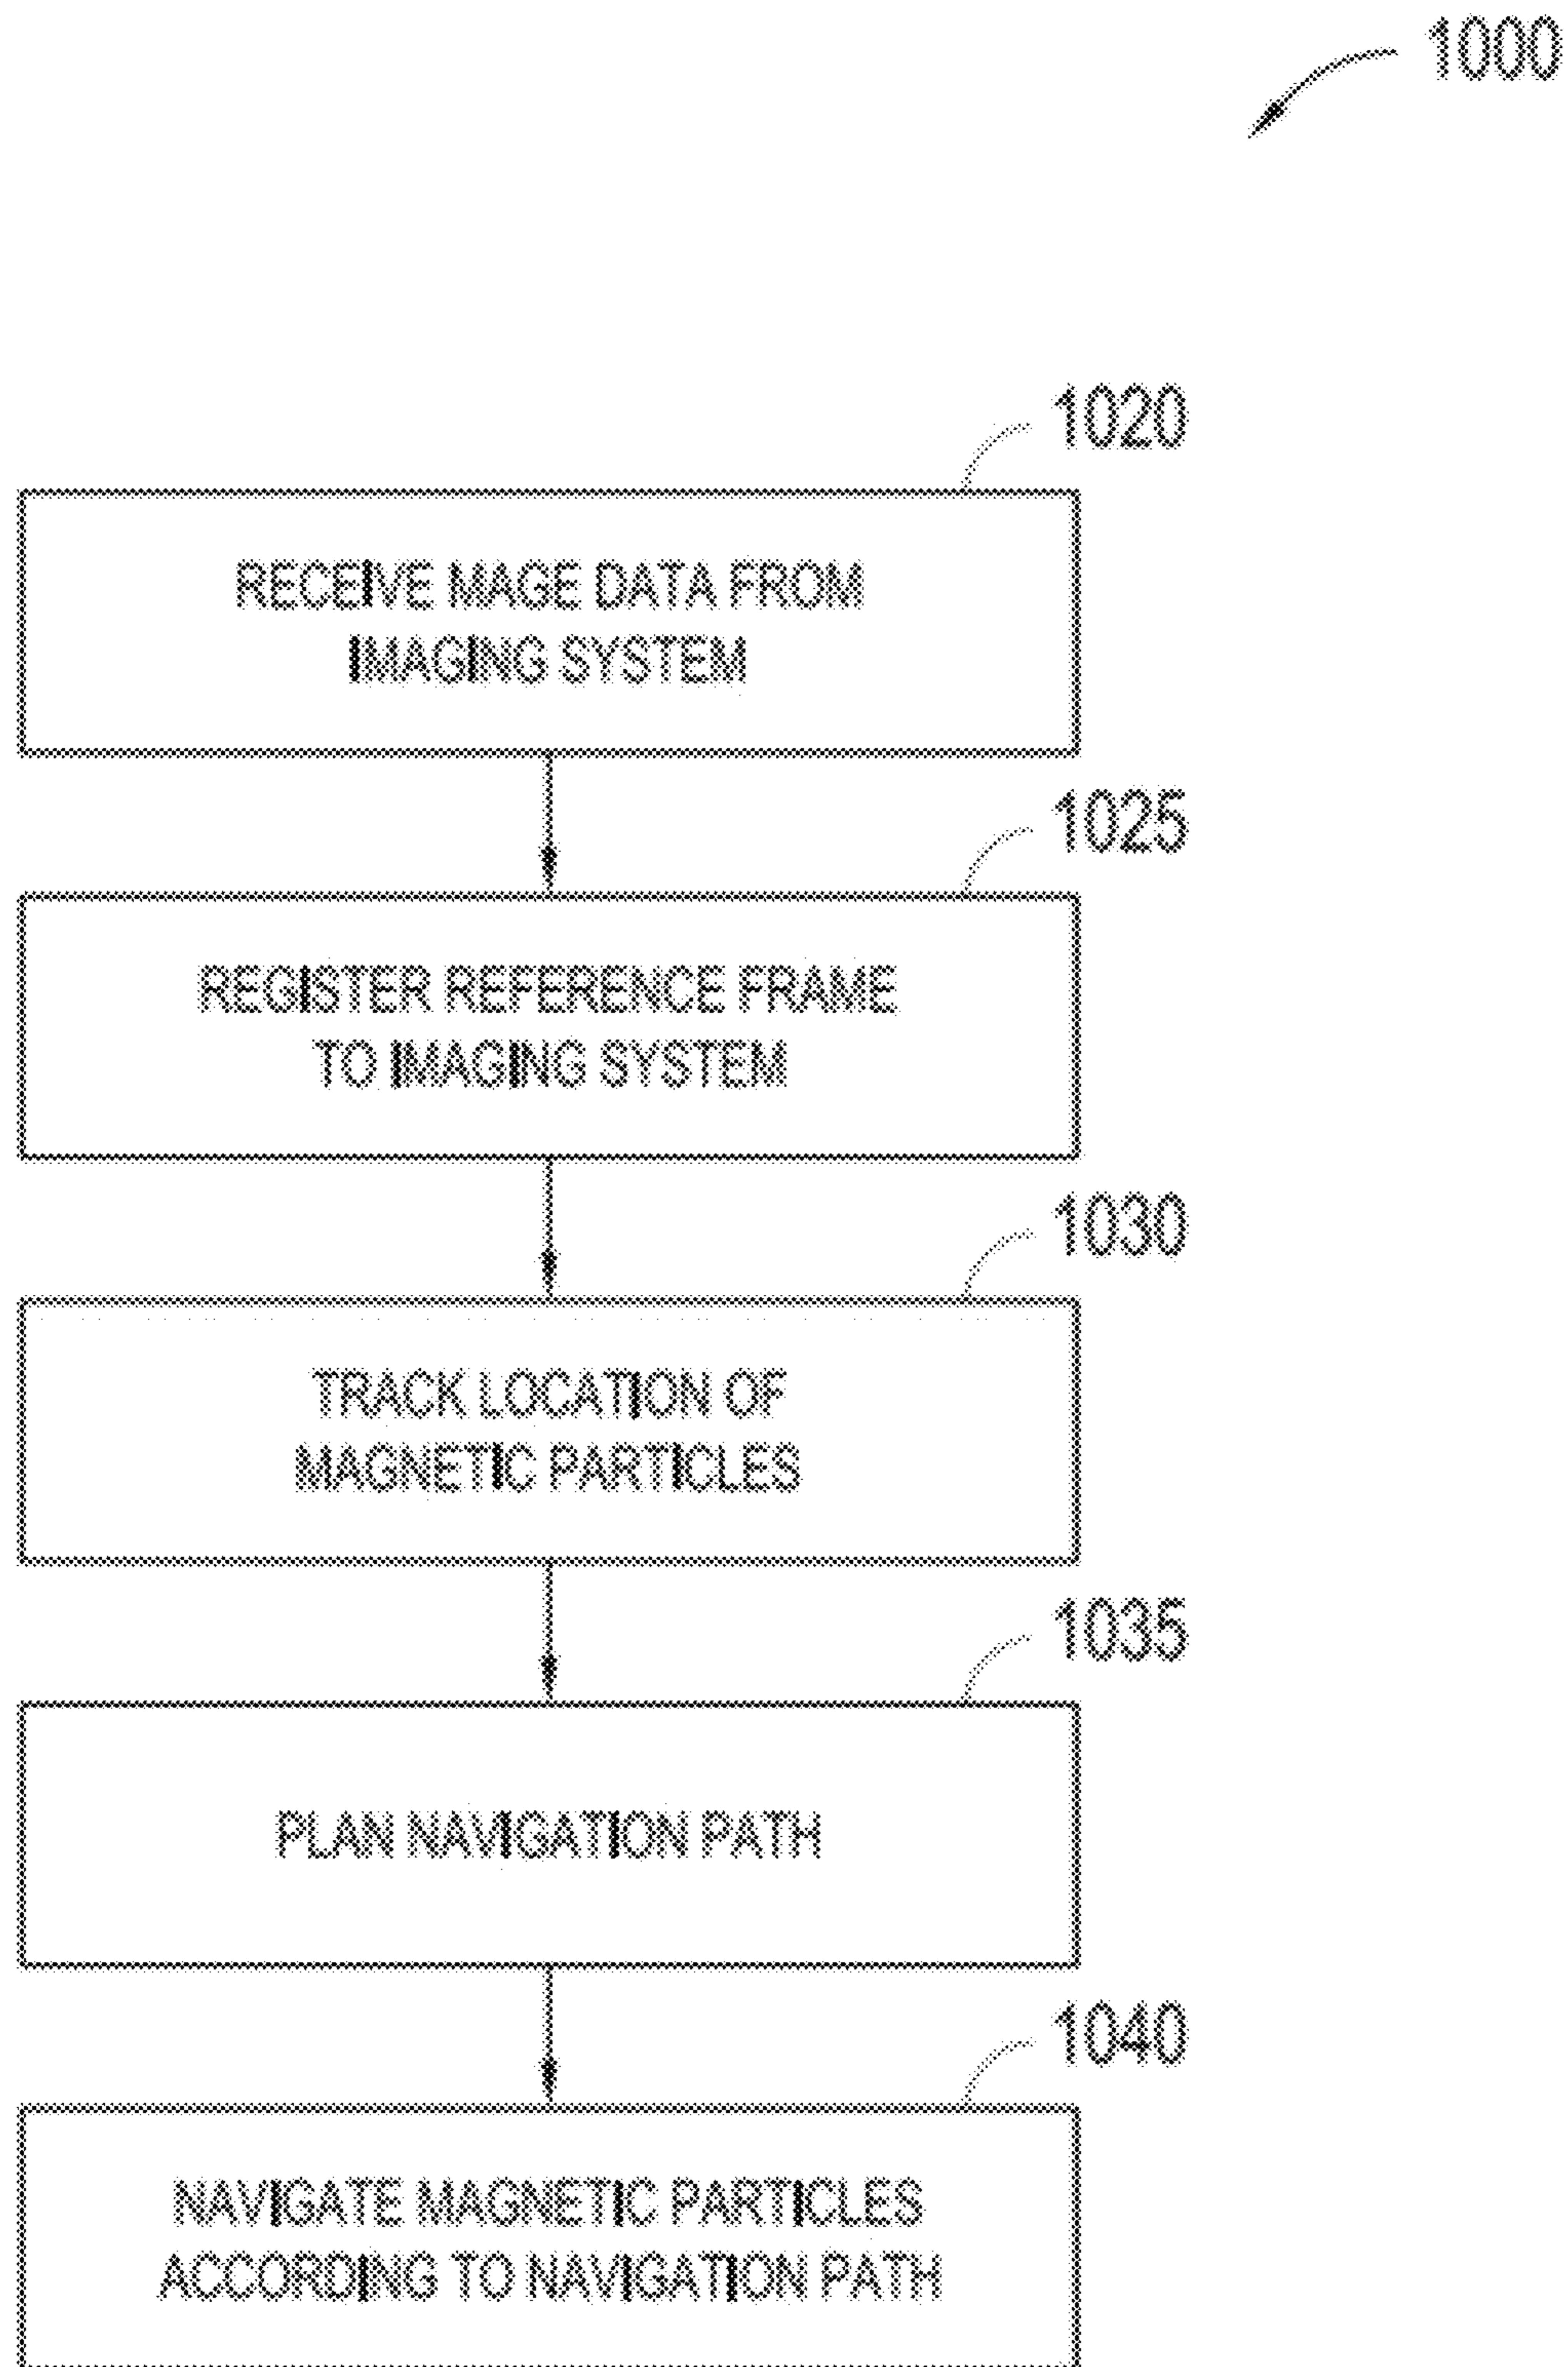 1000
1020
RECEIVE MAGE DATA FROM
IMAGING SYSTEM
1025
REGISTER REFERENCE FRAME
TO IMAGING SYSTEM
1030
TRACK LOCATION OF
MAGNETIC PARTICLES
1035
PLAN NAVIGATION PATH
1040
NAVIGATE MAGNETIC PARTICLES
ACCORDING TO NAVIGATION PATH